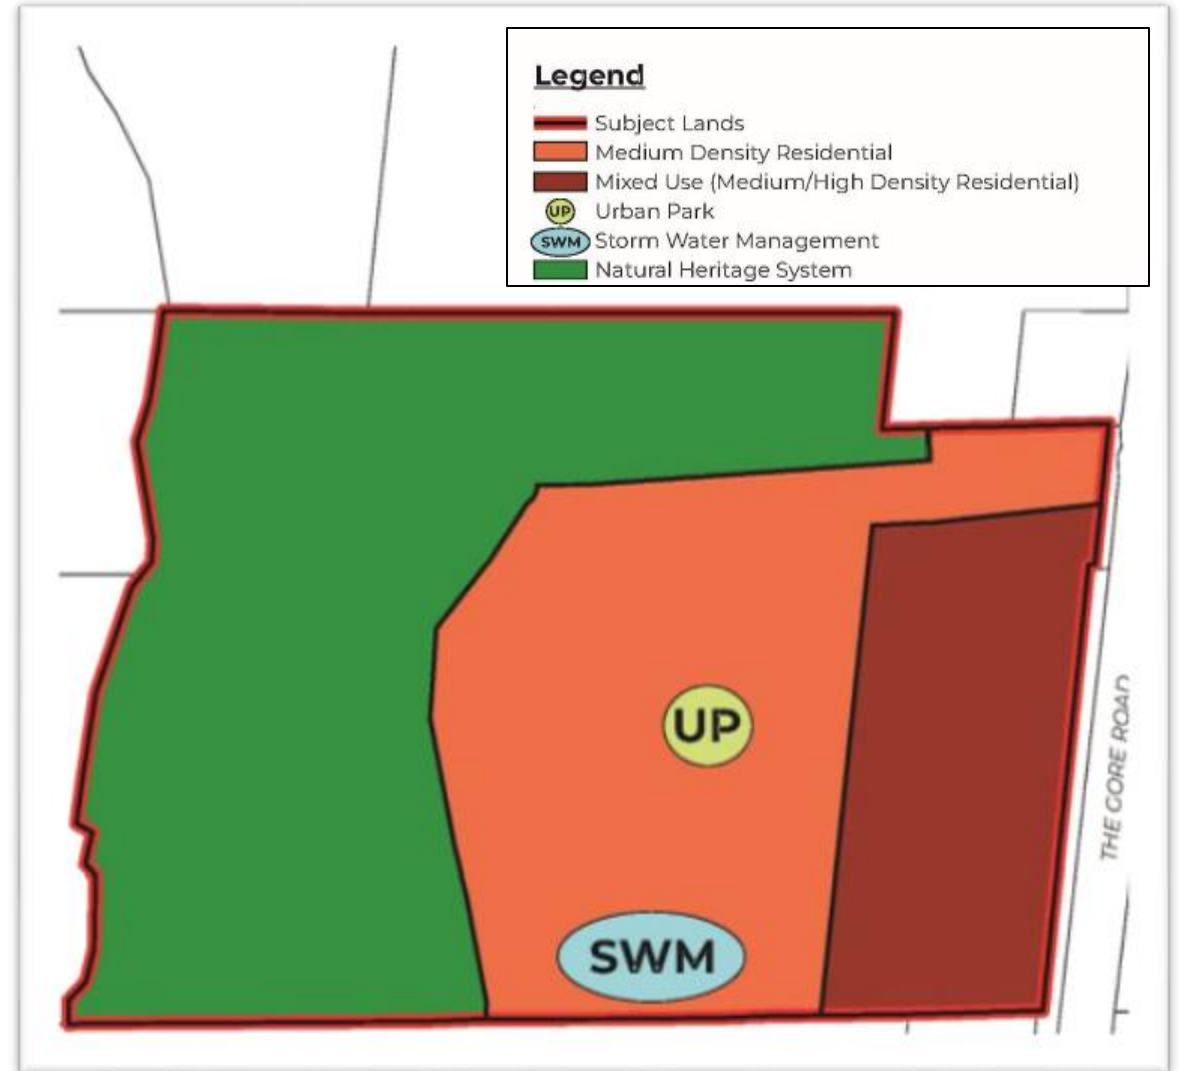 Legend
Subject Lands
Medium Density Residential
Mixed Use (Medium/High Density Residential)
UP Urban Park
SWM Storm Water Management
Natural Heritage System
UP
THE GORE ROAD
SWM